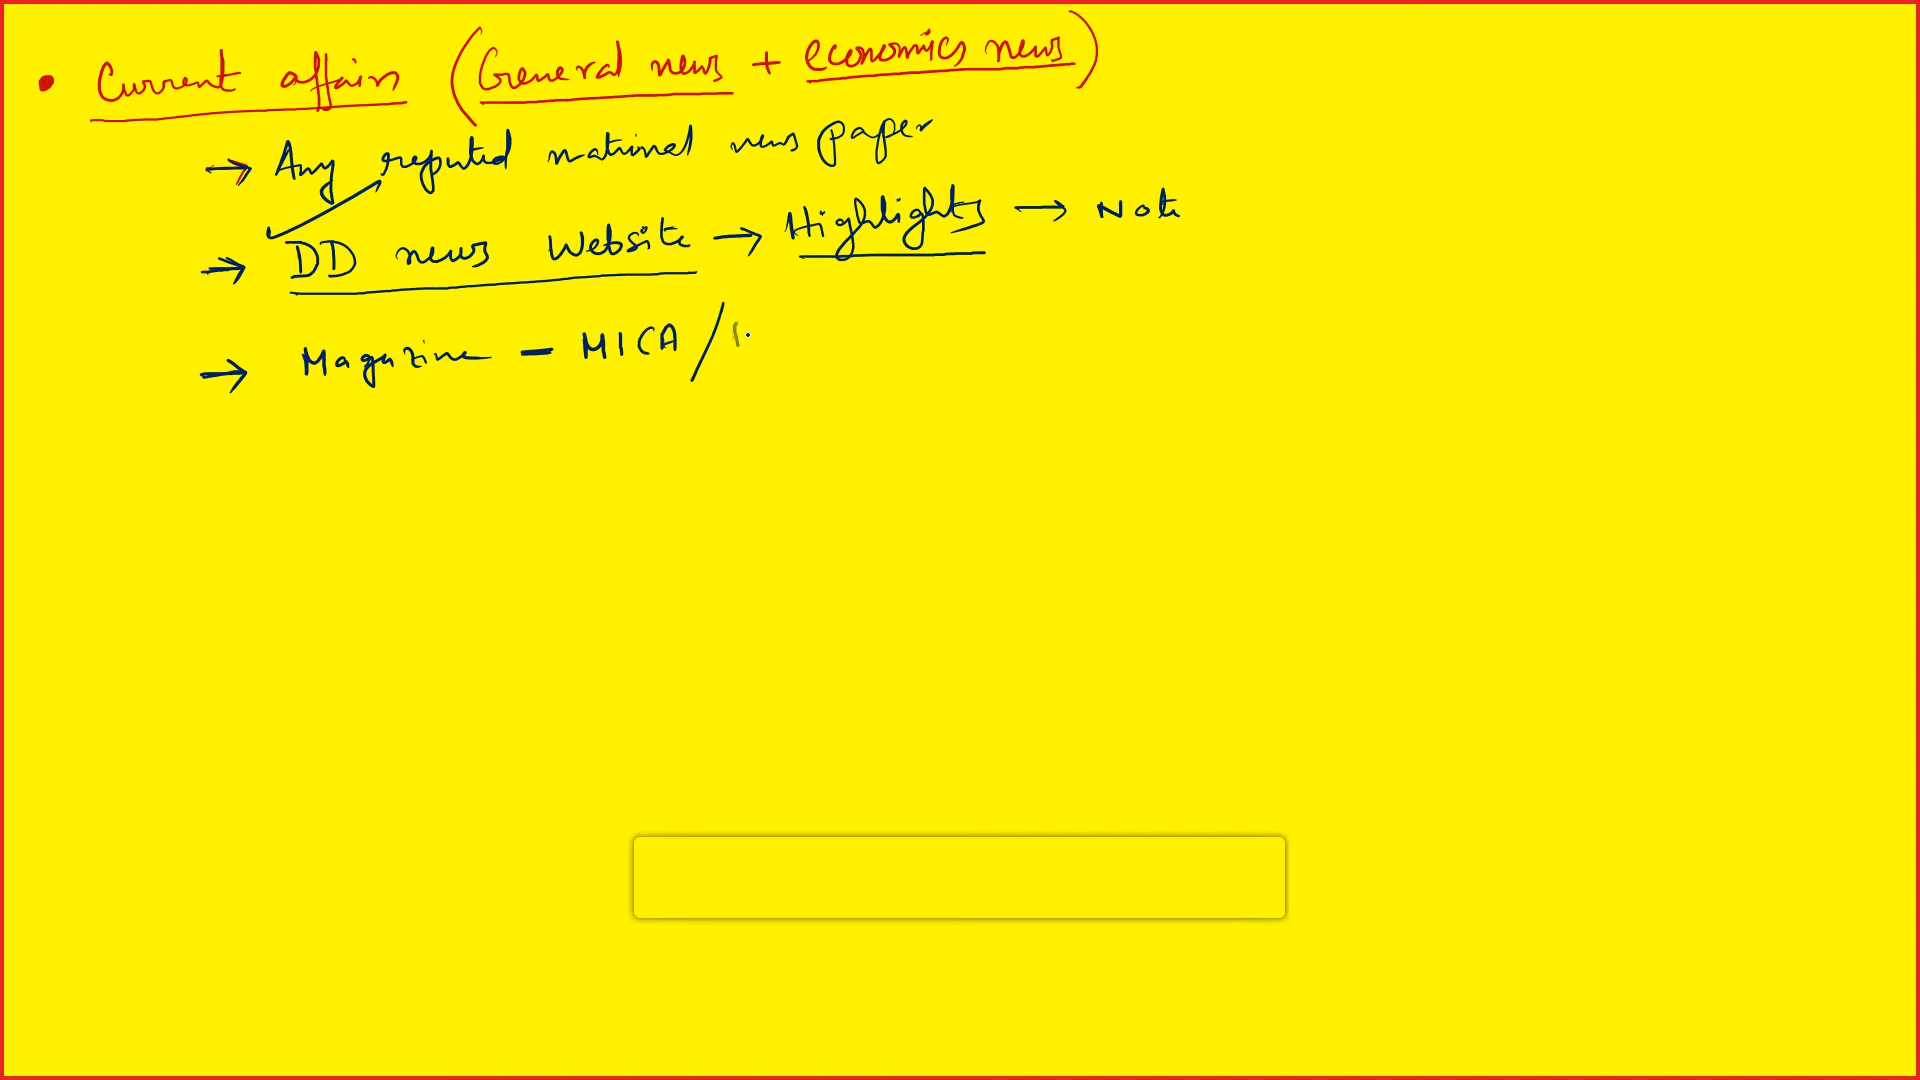 • Current affairs (General news + economics news)
→ Any reputed national news paper
→ DD news Website → Highlights → Note
→ Magazine - MICA /